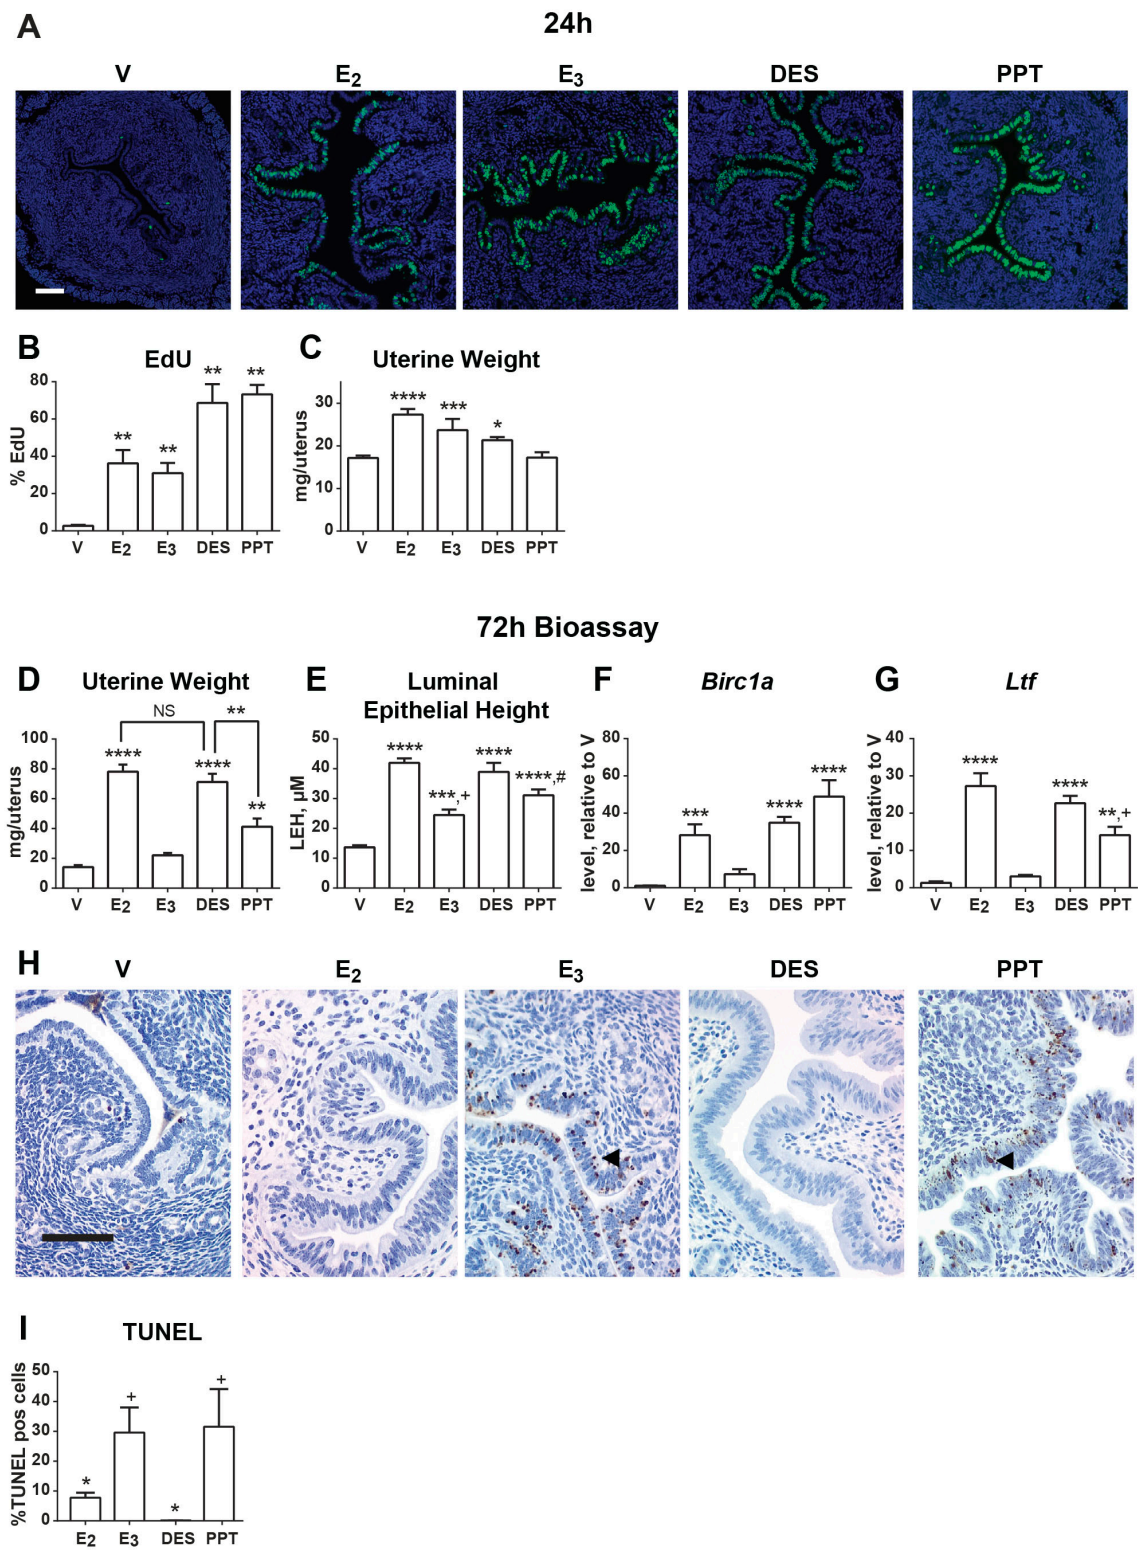 A
24h
V E2 E3 DES PPT
B
EdU
% EdU
80
60
40
20
0
** ** ** **
V E2 E3 DES PPT
C
Uterine Weight
mg/uterus
30
20
10
0
**** *** *
V E2 E3 DES PPT
72h Bioassay
D
Uterine Weight
mg/uterus
100
80
60
40
20
0
NS
**
**** **** **
V E2 E3 DES PPT
E
Luminal
Epithelial Height
LEH, µM
50
40
30
20
10
0
**** ***,+ **** ****,#
V E2 E3 DES PPT
F
Birc1a
level, relative to V
80
60
40
20
0
*** **** ****
V E2 E3 DES PPT
G
Ltf
level, relative to V
40
30
20
10
0
**** **** **,+
V E2 E3 DES PPT
H
V E2 E3 DES PPT
I
TUNEL
%TUNEL pos cells
50
40
30
20
10
0
* + * +
E2 E3 DES PPT